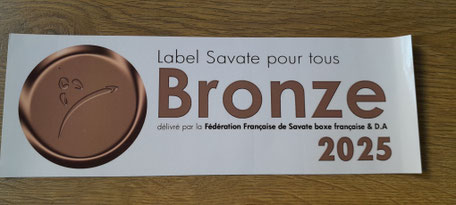 Label Savate pour tous
Bronze
délivré par la Fédération Française de Savate boxe française & D.A
2025